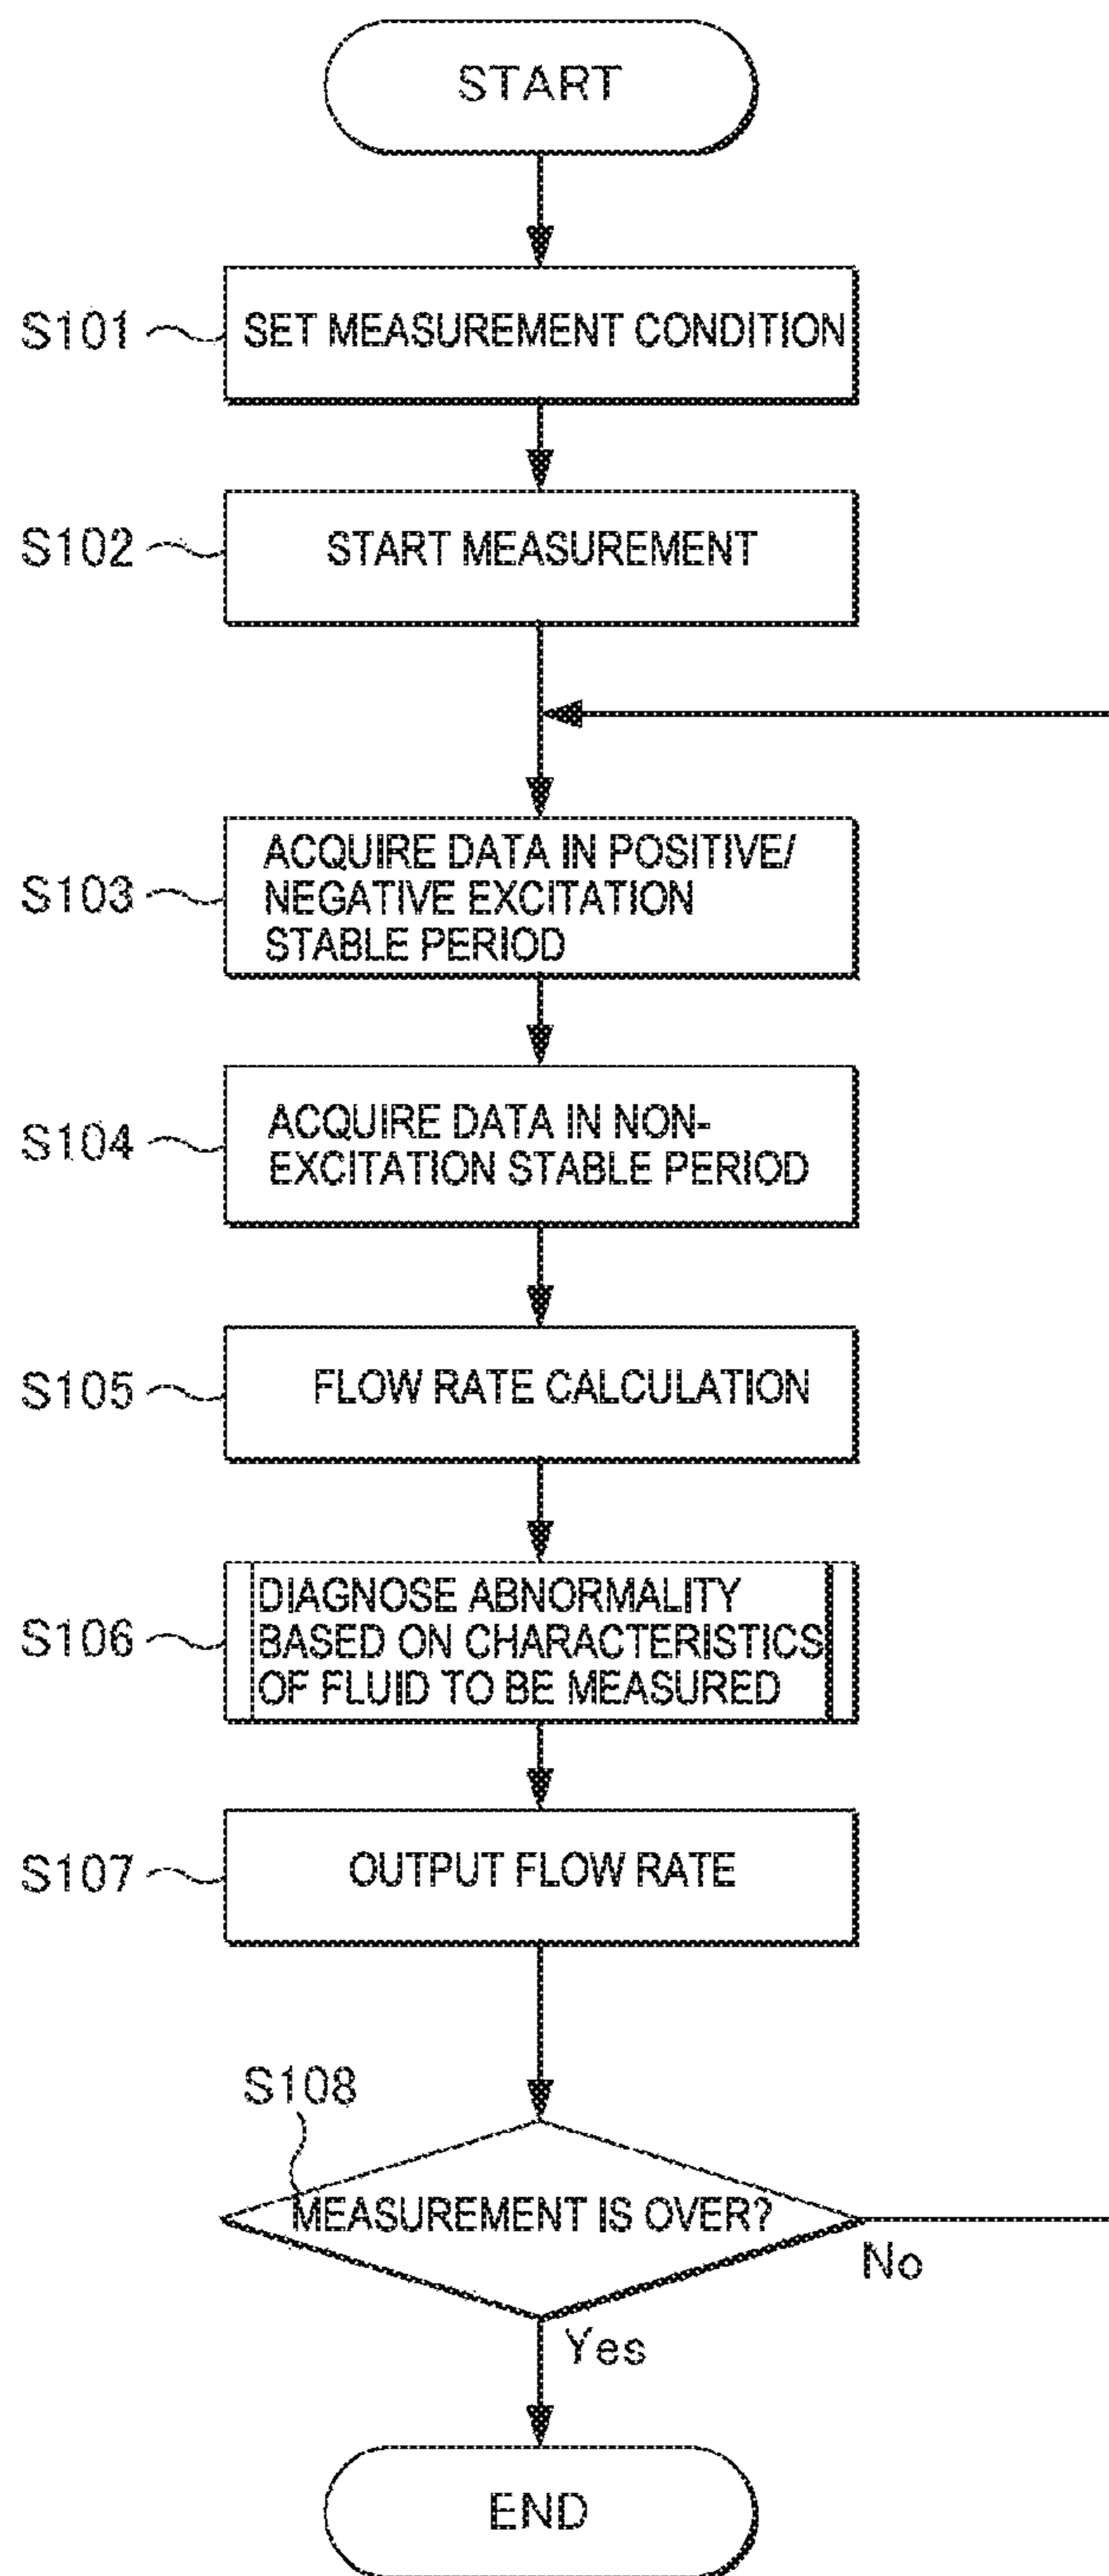 START
S101
SET MEASUREMENT CONDITION
S102
START MEASUREMENT
S103
ACQUIRE DATA IN POSITIVE/
NEGATIVE EXCITATION
STABLE PERIOD
S104
ACQUIRE DATA IN NON-
EXCITATION STABLE PERIOD
S105
FLOW RATE CALCULATION
S106
DIAGNOSE ABNORMALITY
BASED ON CHARACTERISTICS
OF FLUID TO BE MEASURED
S107
OUTPUT FLOW RATE
S108
MEASUREMENT IS OVER?
No
Yes
END